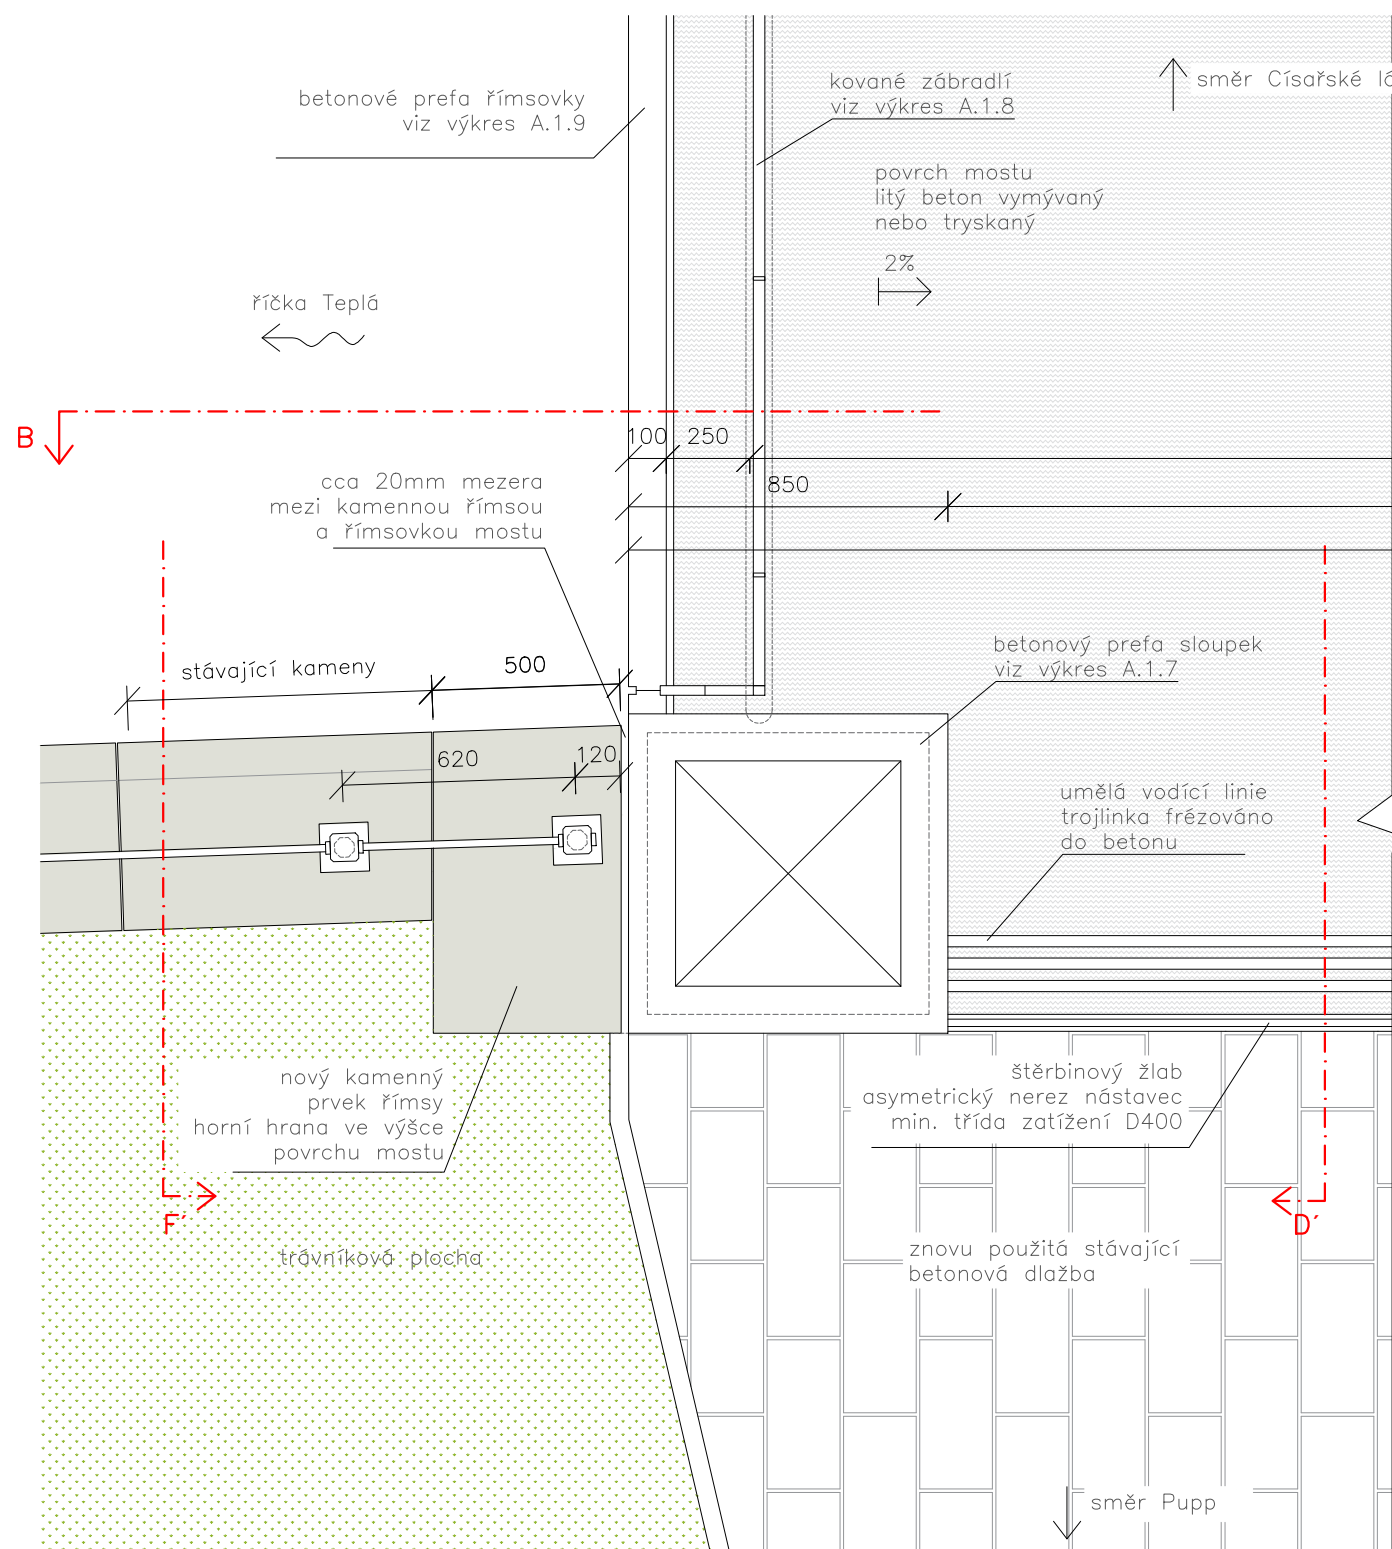 betonové prefa římsovky
viz výkres A.1.9
kované zábradlí
viz výkres A.1.8
směr Císařské
povrch mostu
litý beton vymývaný
nebo tryskaný
2%
říčka Teplá
B
100 250
850
cca 20mm mezera
mezi kamennou římsou
a římsovkou mostu
stávající kameny
500
betonový prefa sloupek
viz výkres A.1.7
620
120
umělá vodící linie
trojlinka frézováno
do betonu
nový kamenný
prvek římsy
horní hrana ve výšce
povrchu mostu
štěrbinový žlab
asymetrický nerez nástavec
min. třída zatížení D400
F´
D´
trávníková plocha
znovu použitá stávající
betonová dlažba
směr Pupp